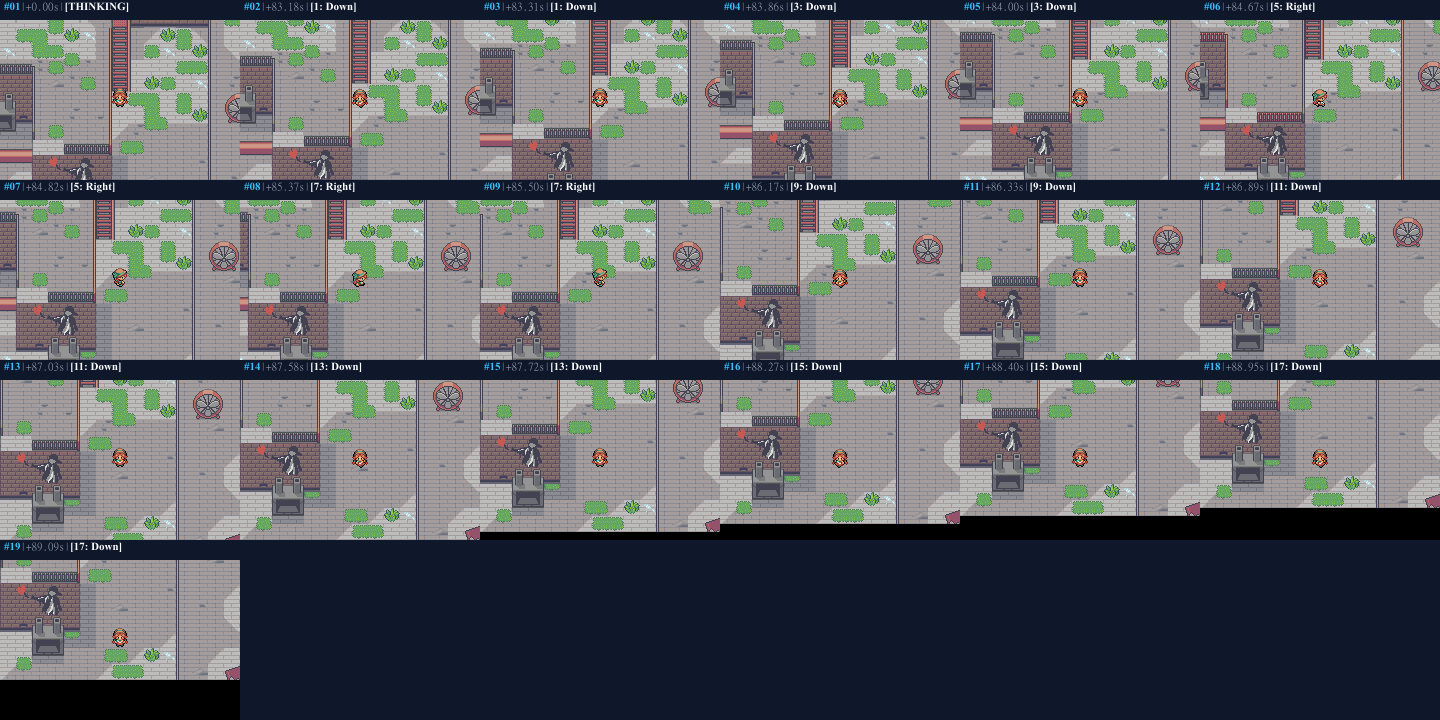 #01|+0.00s|[THINKING]
#02|+83.18s|[1: Down]
#03|+83.31s|[1: Down]
#04|+83.86s|[3: Down]
#05|+84.00s|[3: Down]
#06|+84.67s|[5: Right]
#07|+84.82s|[5: Right]
#08|+85.37s|[7: Right]
#09|+85.50s|[7: Right]
#10|+86.17s|[9: Down]
#11|+86.33s|[9: Down]
#12|+86.89s|[11: Down]
#13|+87.03s|[11: Down]
#14|+87.58s|[13: Down]
#15|+87.72s|[13: Down]
#16|+88.27s|[15: Down]
#17|+88.40s|[15: Down]
#18|+88.95s|[17: Down]
#19|+89.09s|[17: Down]